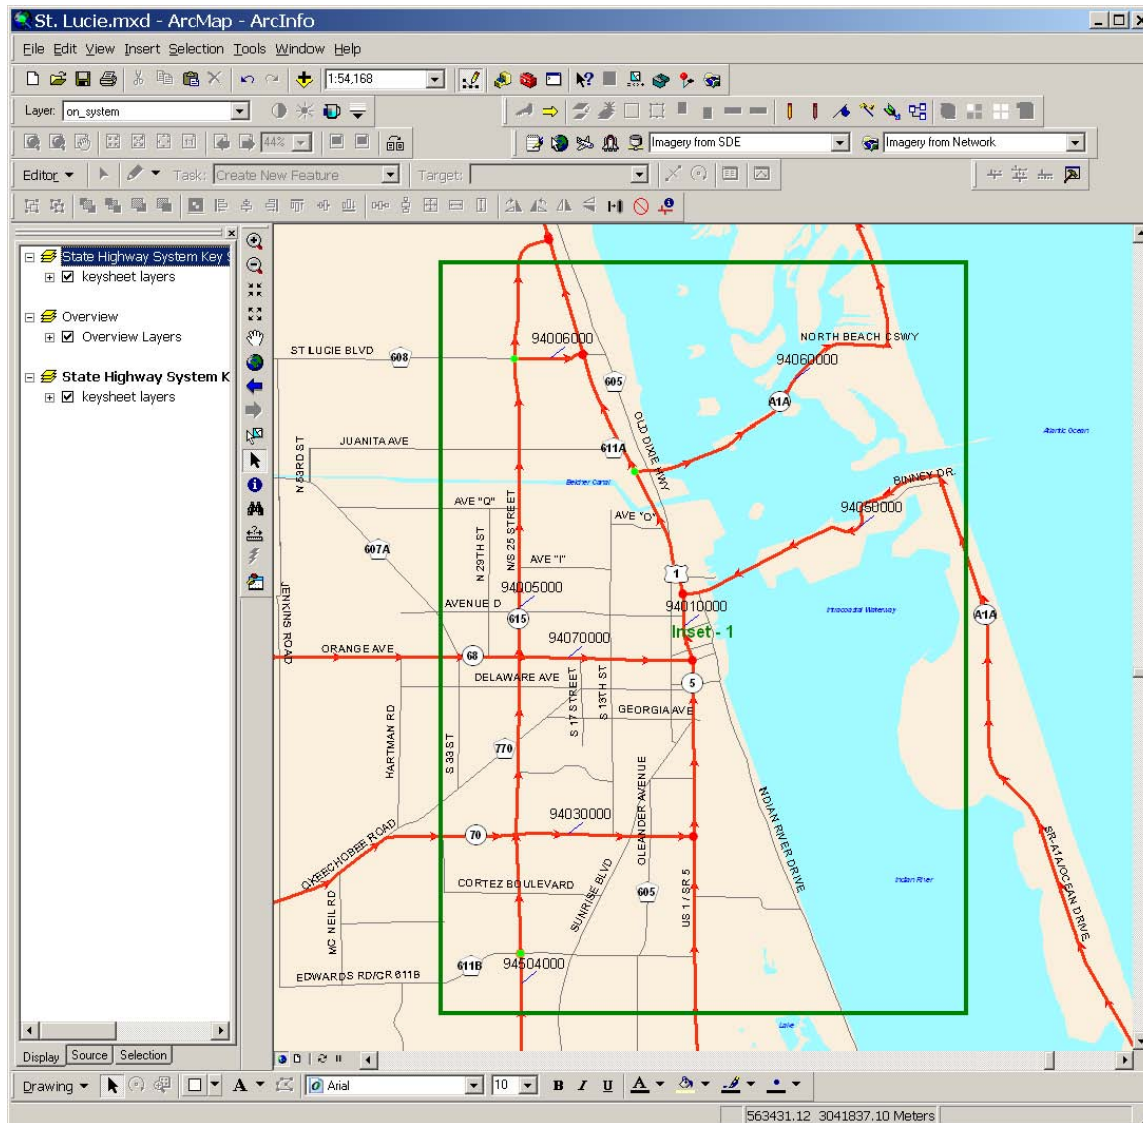 St. Lucie.mxd - ArcMap - ArcInfo
File Edit View Insert Selection Tools Window Help
1:54,168
Layer: on_system
44%
Imagery from SDE
Imagery from Network
Editor
Task: Create New Feature
Target:
State Highway System Key
keysheet layers
Overview
Overview Layers
State Highway System K
keysheet layers
94006000
NORTH BEACH CSWY
ST LUCIE BLVD
608
94060000
605
A1A
OLD DIXIE HWY
JUANITA AVE
611A
Atlantic Ocean
N 53RD ST
Belcher Canal
BINNEY DR.
AVE "Q"
N/S 25 STREET
AVE "O"
94050000
N 29TH ST
607A
AVE "I"
1
JENKINS ROAD
94005000
AVENUE D
94010000
Intracoastal Waterway
A1A
615
Inset - 1
94070000
ORANGE AVE
68
DELAWARE AVE
5
S 17 STREET
S 13TH ST
GEORGIA AVE
HARTMAN RD
S 33 ST
770
OLEANDER AVENUE
INDIAN RIVER DRIVE
94030000
OKEECHOBEE ROAD
70
SR-A1A/OCEAN DRIVE
CORTEZ BOULEVARD
SUNRISE BLVD
605
US 1 / SR 5
Indian River
MC NEIL RD
611B
94504000
EDWARDS RD/CR 611B
Lake
Display Source Selection
Drawing
A
Arial
10
B I U A
563431.12 3041837.10 Meters